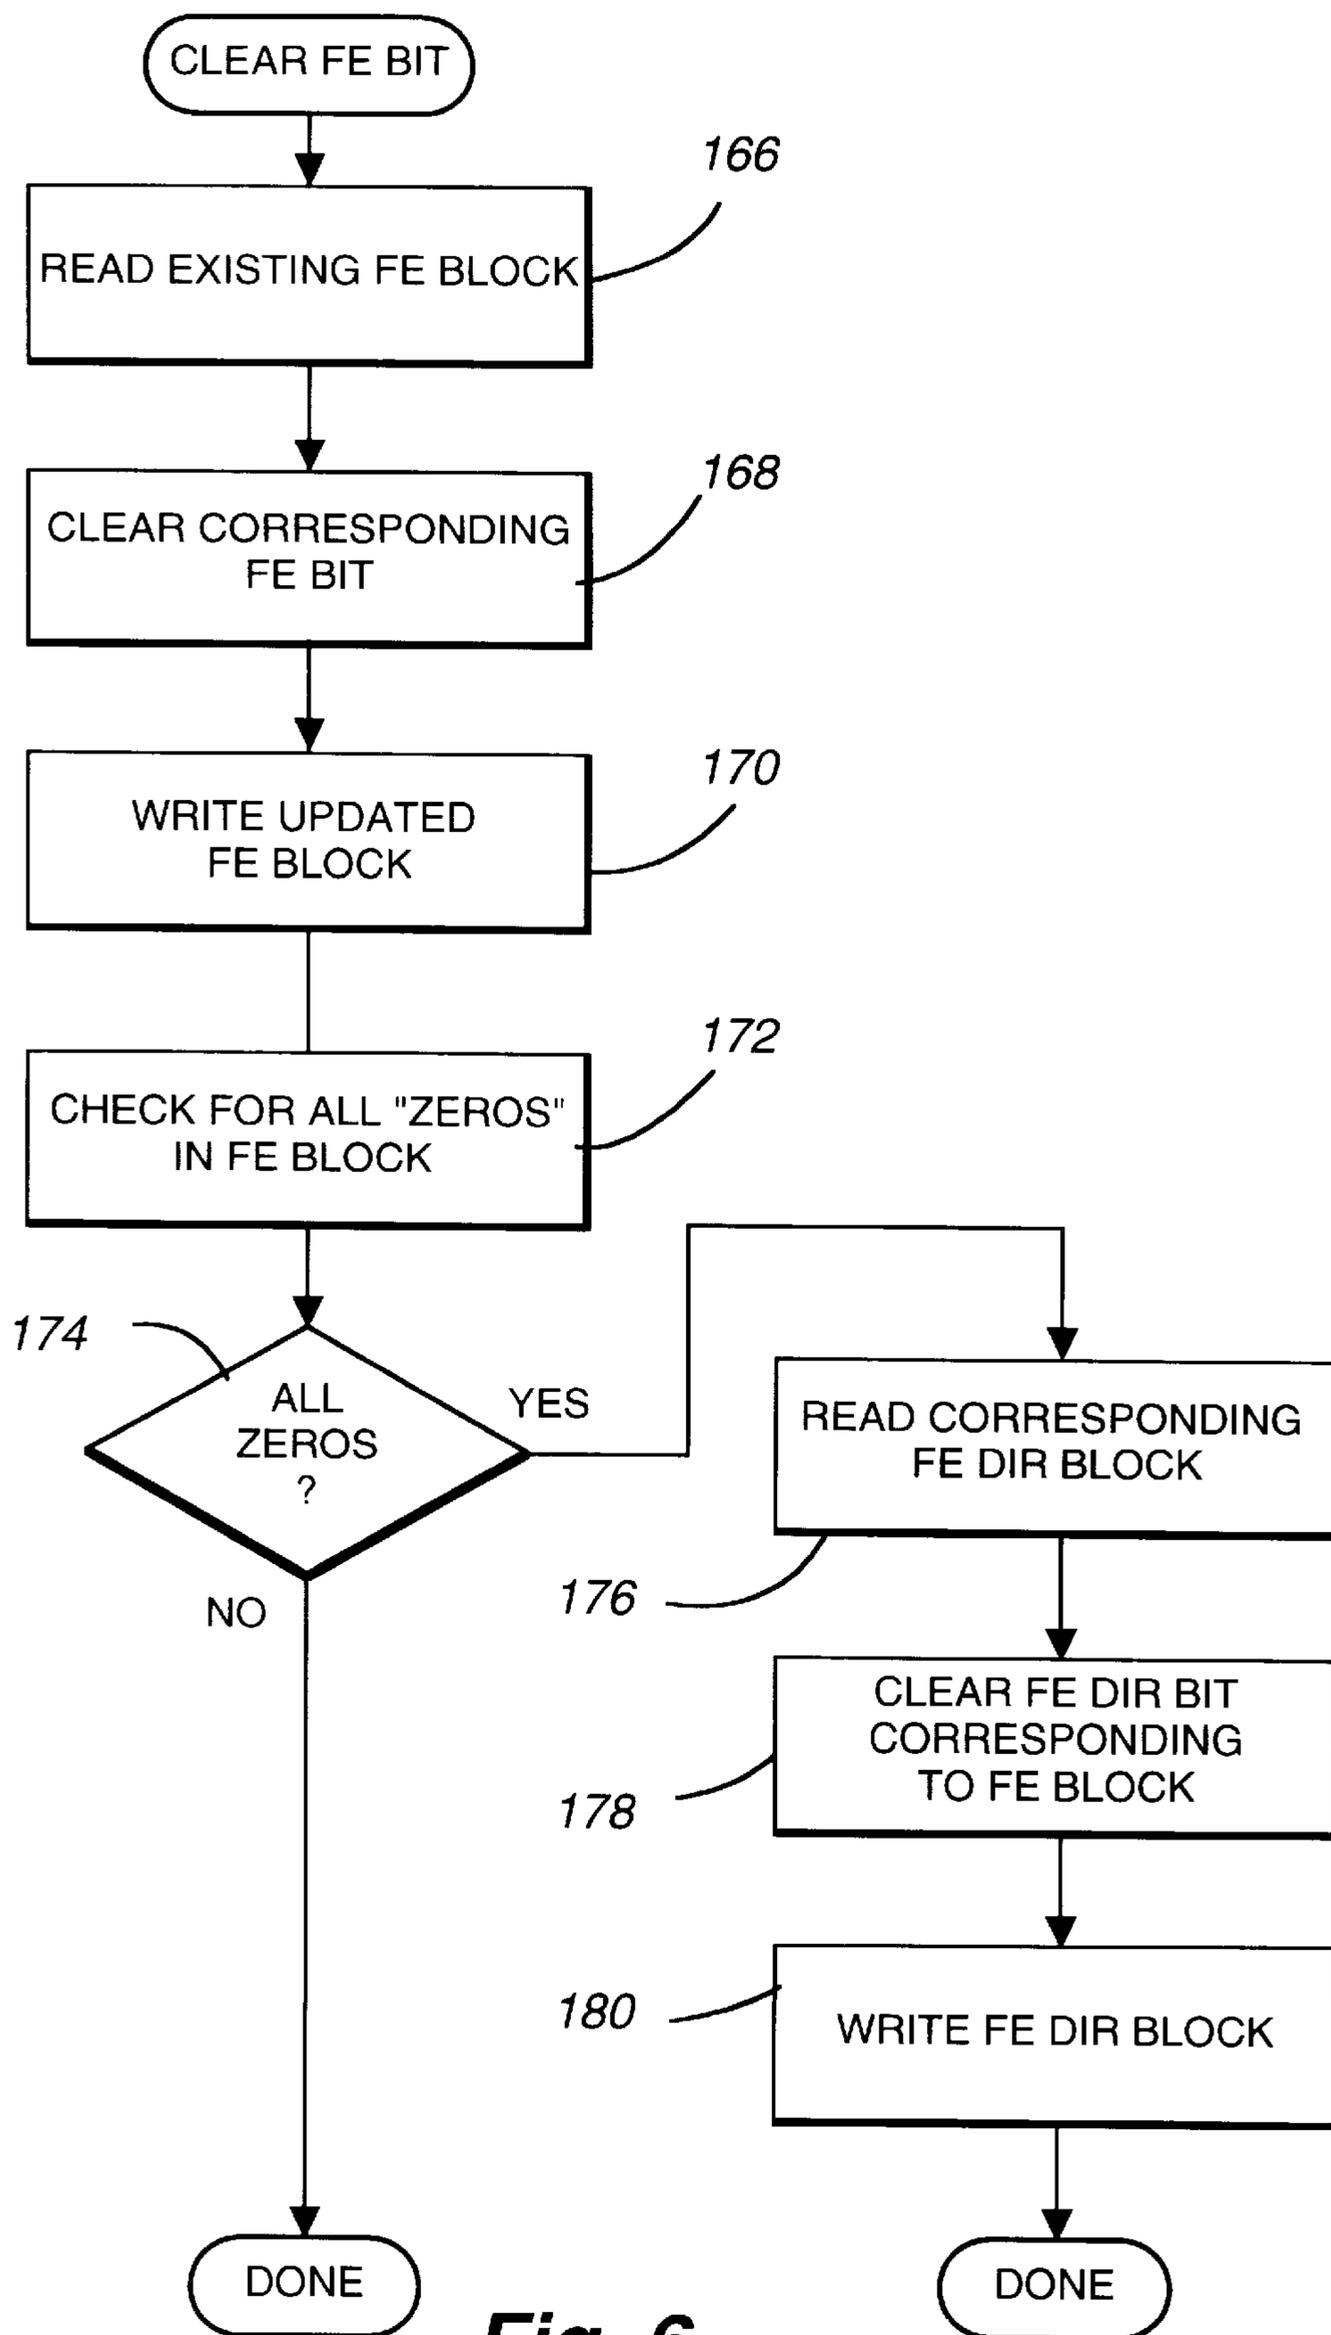 CLEAR FE BIT
166
READ EXISTING FE BLOCK
168
CLEAR CORRESPONDING
FE BIT
170
WRITE UPDATED
FE BLOCK
172
CHECK FOR ALL "ZEROS"
IN FE BLOCK
174
ALL
ZEROS
?
YES
NO
READ CORRESPONDING
FE DIR BLOCK
176
CLEAR FE DIR BIT
CORRESPONDING
TO FE BLOCK
178
180
WRITE FE DIR BLOCK
DONE
DONE
Fig. 6